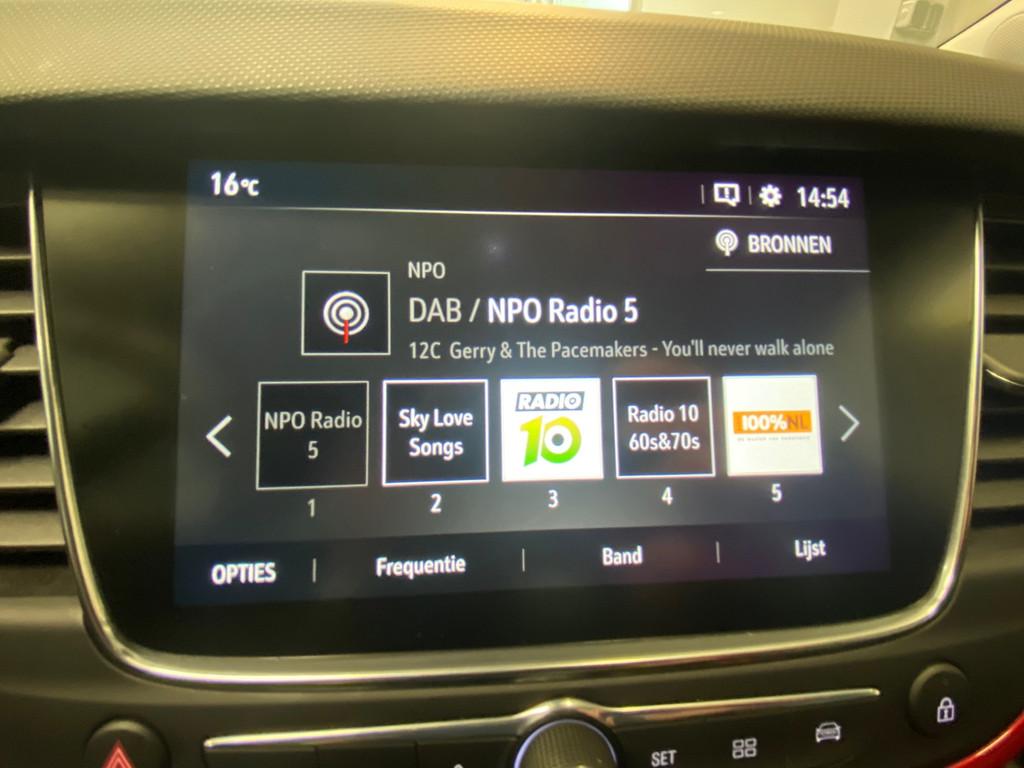 16°C
14:54
BRONNEN
NPO
DAB / NPO Radio 5
12C Gerry & The Pacemakers - You'll never walk alone
NPO Radio
5
Sky Love
Songs
RADIO
10
Radio 10
60s&70s
100%NL
1
2
3
4
5
OPTIES
Frequentie
Band
Lijst
SET